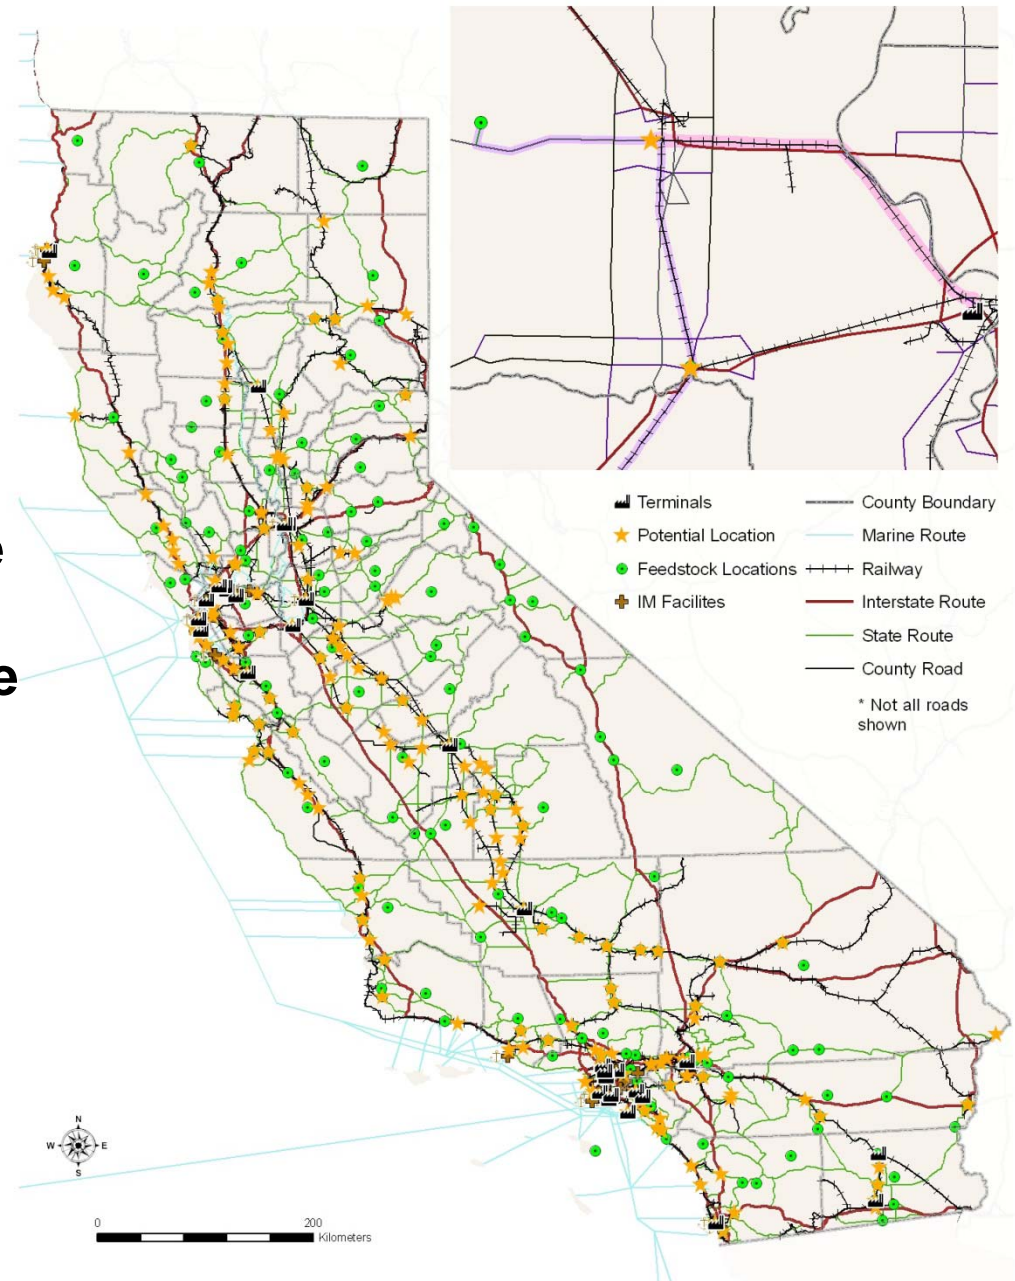 e
e
Terminals
Potential Location
Feedstock Locations
IM Facilites
County Boundary
Marine Route
Railway
Interstate Route
State Route
County Road
* Not all roads
shown
N
W E
S
0 200
Kilometers